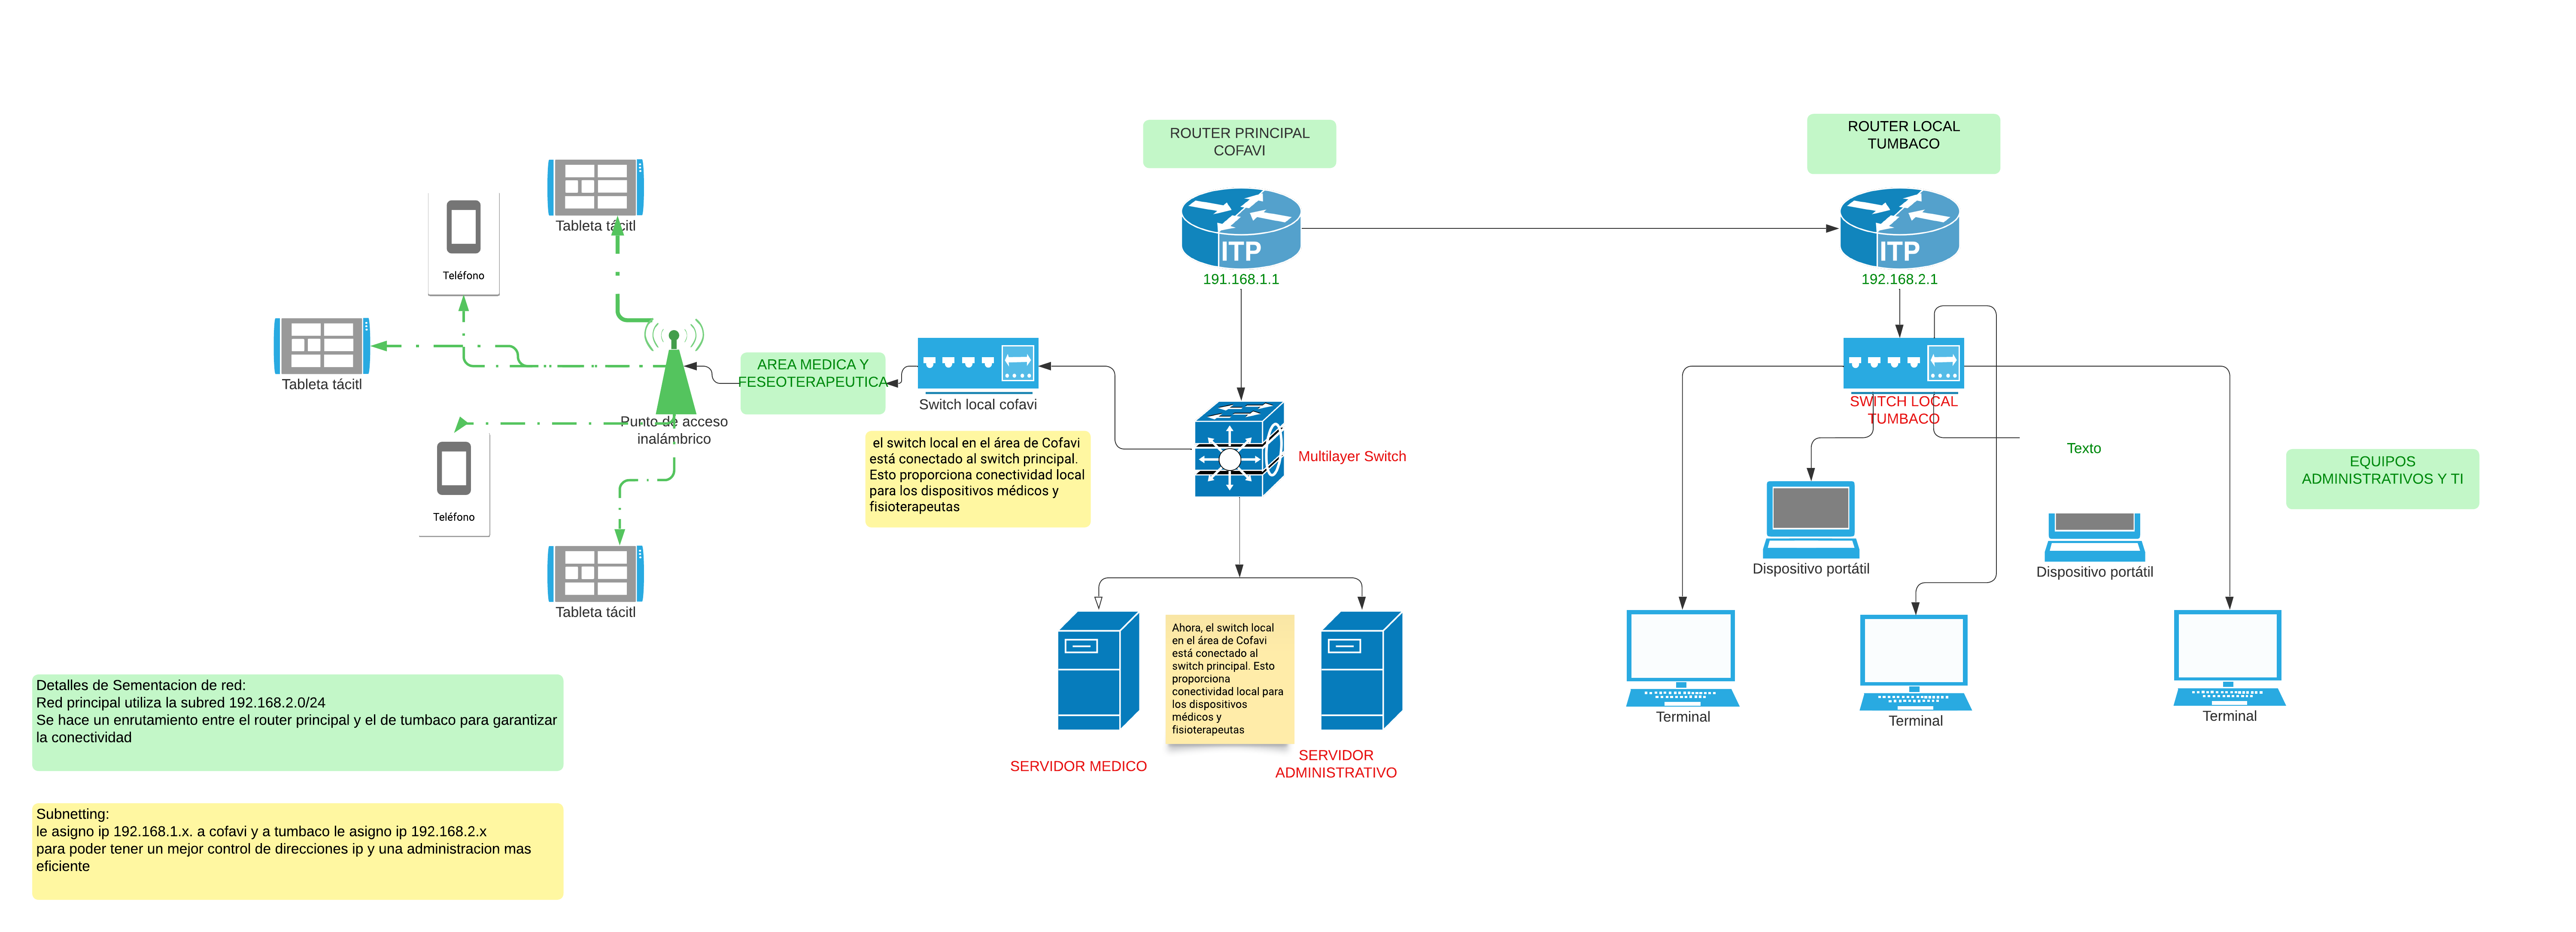 ROUTER PRINCIPAL
COFAVI
ROUTER LOCAL
TUMBACO
Tableta tácitl
Teléfono
ITP
191.168.1.1
ITP
192.168.2.1
Tableta tácitl
AREA MEDICA Y
FESEOTERAPEUTICA
Switch local cofavi
Punto de acceso
inalámbrico
el switch local en el área de Cofavi
está conectado al switch principal.
Esto proporciona conectividad local
para los dispositivos médicos y
fisioterapeutas
Multilayer Switch
SWITCH LOCAL
TUMBACO
Texto
EQUIPOS
ADMINISTRATIVOS Y TI
Teléfono
Dispositivo portátil
Dispositivo portátil
Tableta tácitl
Ahora, el switch local
en el área de Cofavi
está conectado al
switch principal. Esto
proporciona
conectividad local para
los dispositivos
médicos y
fisioterapeutas
Terminal
Terminal
Terminal
SERVIDOR MEDICO
SERVIDOR
ADMINISTRATIVO
Detalles de Sementacion de red:
Red principal utiliza la subred 192.168.2.0/24
Se hace un enrutamiento entre el router principal y el de tumbaco para garantizar
la conectividad
Subnetting:
le asigno ip 192.168.1.x. a cofavi y a tumbaco le asigno ip 192.168.2.x
para poder tener un mejor control de direcciones ip y una administracion mas
eficiente